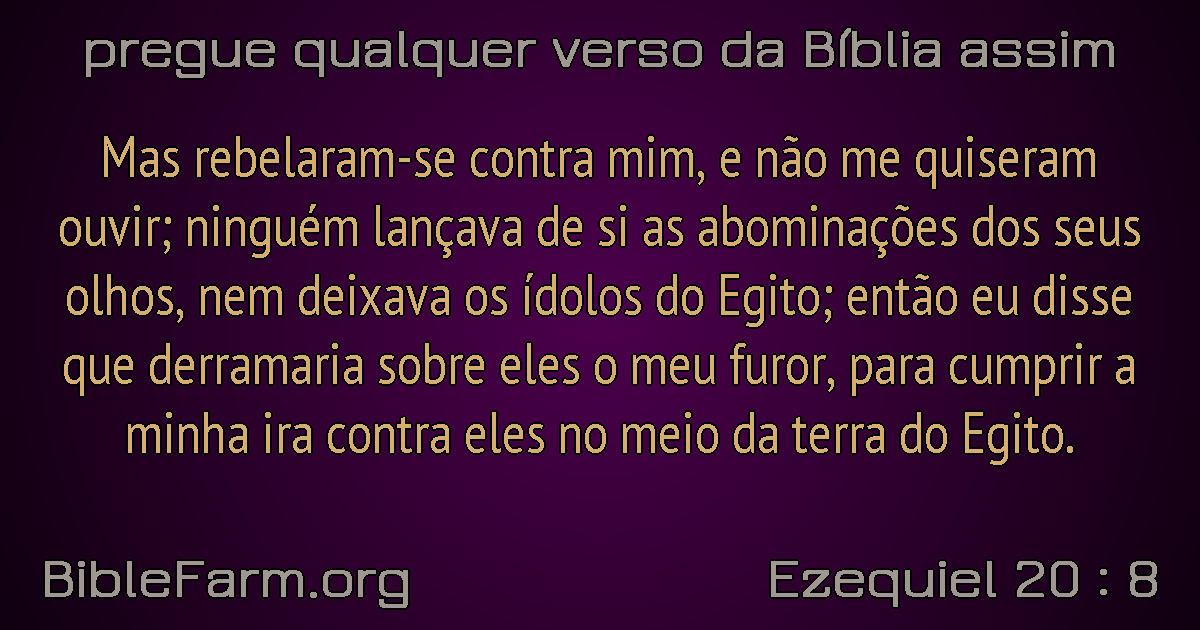 pregue qualquer verso da Bíblia assim
Mas rebelaram-se contra mim, e não me quiseram
ouvir; ninguém lançava de si as abominações dos seus
olhos, nem deixava os ídolos do Egito; então eu disse
que derramaria sobre eles o meu furor, para cumprir a
minha ira contra eles no meio da terra do Egito.
BibleFarm.org
Ezequiel 20 : 8